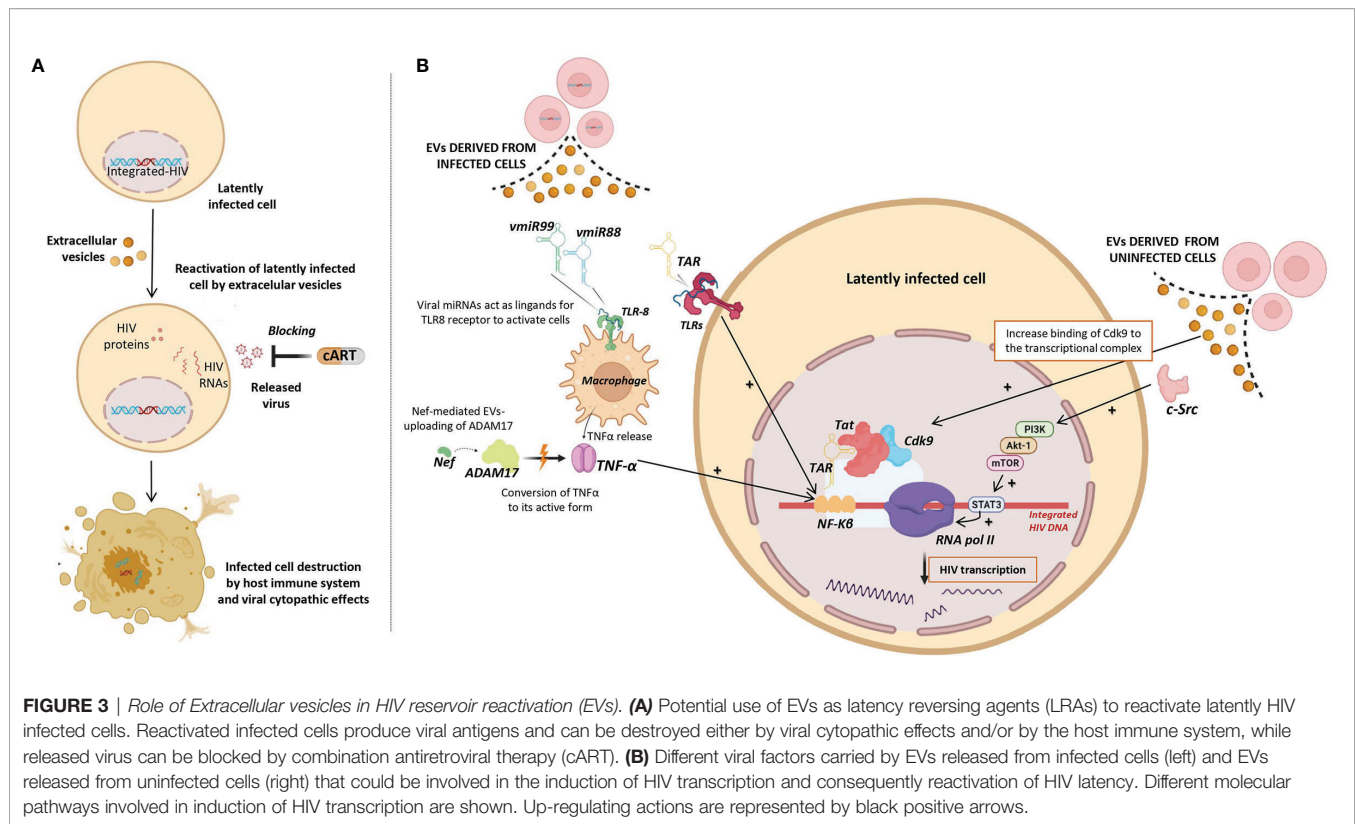 A
Integrated-HIV
Latently
infected cell
Extracellular
vesicles
Reactivation of latently infected
cell by extracelular vesicles
HIV
proteins
HIV
RNAs
Released
virus
Blocking
cART
Infected cell destruction
by host immune system
and viral cytopathic effects
B
EVs DERIVED FROM
INFECTED CELLS
vmiR99
vmiR88
Viral miRNAs act as lingands for
TLR8 receptor to activate cells
TLR-8
Macrophage
TAR
TLRs
Nef-mediated EVs-
uploading of ADAM17
TNFα release
Nef
ADAM17
TNF-α
Conversion of TNFα
to its active form
+
+
Latently infected cell
EVs DERIVED FROM
UNINFECTED CELLS
Increase binding of Cdk9 to
the transcriptional complex
+
c-Src
+
PI3K
Akt-1
mTOR
+
STAT3
+
Tat
Cdk9
TAR
NF-Kβ
RNA pol II
Integrated
HIV DNA
HIV transcription
FIGURE 3 | Role of Extracellular vesicles in HIV reservoir reactivation (EVs). (A) Potential use of EVs as latency reversing agents (LRAs) to reactivate latently HIV
infected cells. Reactivated infected cells produce viral antigens and can be destroyed either by viral cytopathic effects and/or by the host immune system, while
released virus can be blocked by combination antiretroviral therapy (cART). (B) Different viral factors carried by EVs released from infected cells (left) and EVs
released from uninfected cells (right) that could be involved in the induction of HIV transcription and consequently reactivation of HIV latency. Different molecular
pathways involved in induction of HIV transcription are shown. Up-regulating actions are represented by black positive arrows.